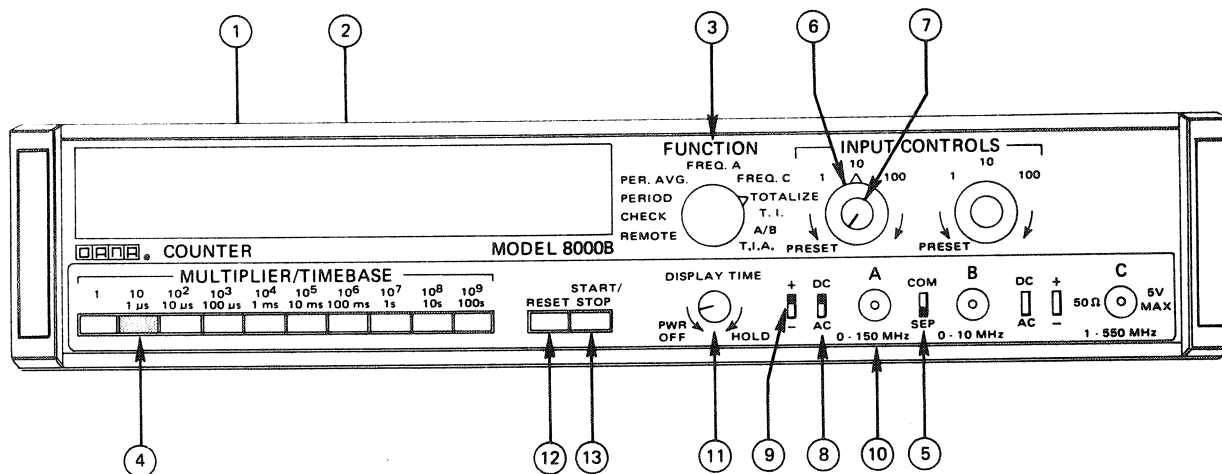 1 2 3 6 7
FUNCTION
FREQ. A
PER. AVG. FREQ. C
PERIOD TOTALIZE
CHECK T. I.
REMOTE A/B
T.I.A.
INPUT CONTROLS
1 10 100
PRESET
1 10 100
PRESET
DANA. COUNTER MODEL 8000B
MULTIPLIER/TIMEBASE
1 10 10² 10³ 10⁴ 10⁵ 10⁶ 10⁷ 10⁸ 10⁹
1 µs 10 µs 100 µs 1 ms 10 ms 100 ms 1s 10s 100s
RESET START/
STOP
DISPLAY TIME
PWR
OFF HOLD
+ DC A COM B DC + C
− AC SEP AC −
0 - 150 MHz 0 - 10 MHz
50 Ω 5V
MAX
1 - 550 MHz
4 12 13 11 9 8 10 5